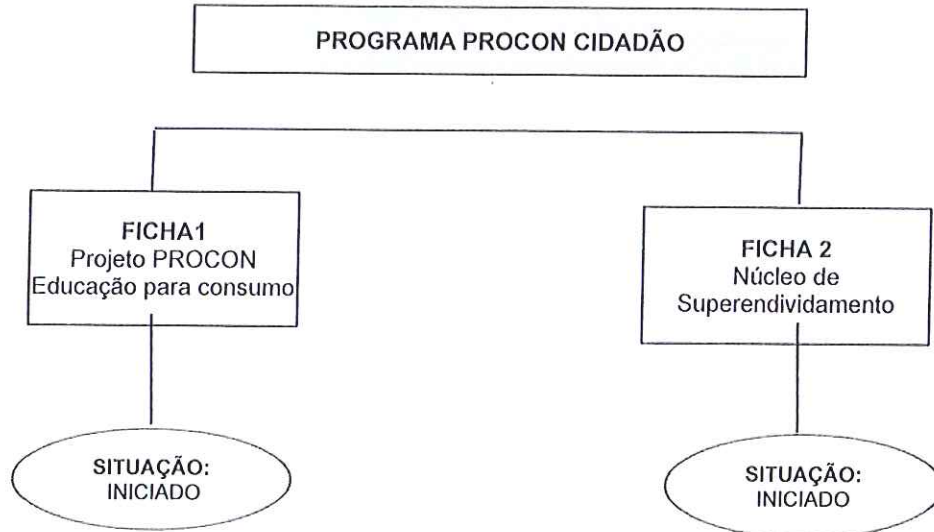 PROGRAMA PROCON CIDADÃO
FICHA1
Projeto PROCON
Educação para consumo
SITUAÇÃO:
INICIADO
FICHA 2
Núcleo de
Superendividamento
SITUAÇÃO:
INICIADO